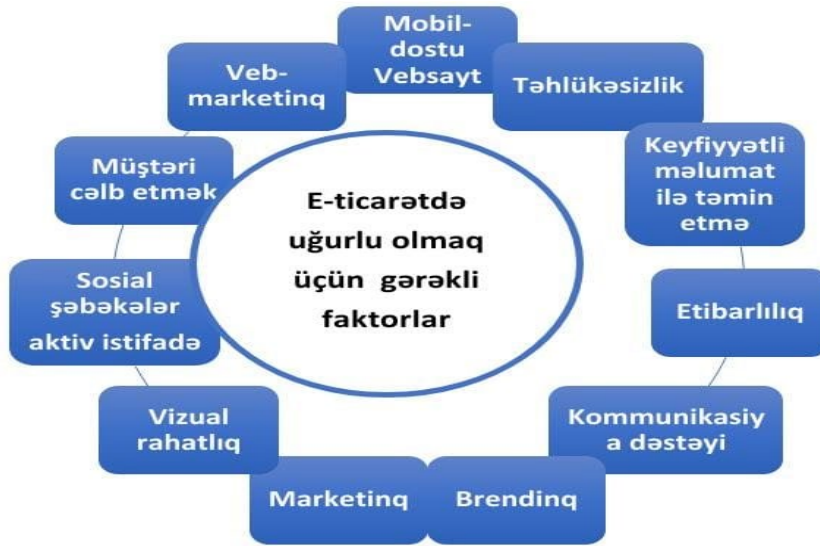 Mobil-
dostu
Vebsayt
Təhlükəsizlik
Keyfiyyətli
məlumat
ilə təmin
etmə
Etibarlılıq
Kommunikasiy
a dəstəyi
Brendinq
Marketinq
Vizual
rahatlıq
Sosial
şəbəkələr
aktiv istifadə
Müştəri
cəlb etmək
Veb-
marketinq
E-ticarətdə
uğurlu olmaq
üçün gərəkli
faktorlar